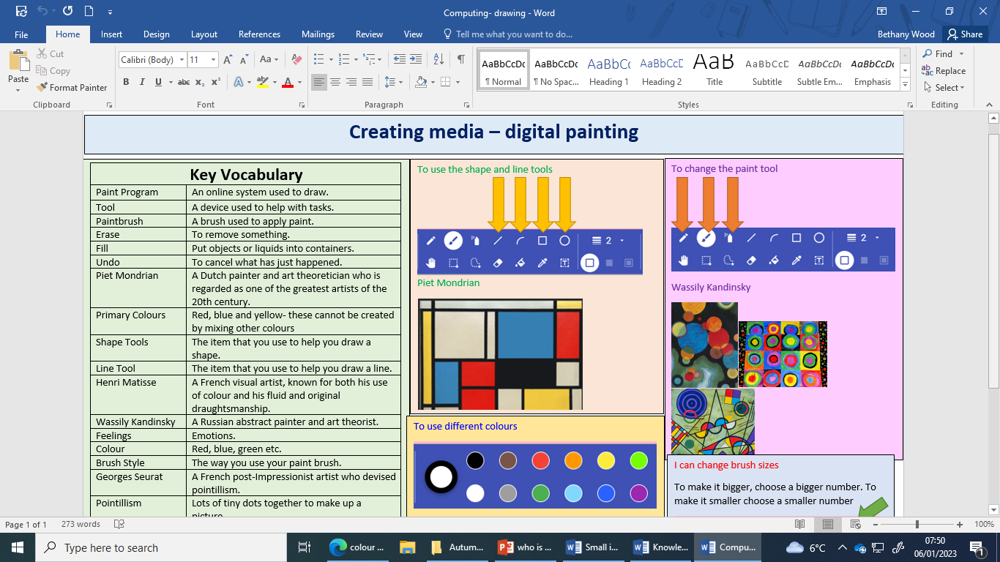 Computing- drawing - Word
File Home Insert Design Layout References Mailings Review View Tell me what you want to do... Bethany Wood Share
Paste
Cut
Copy
Format Painter
Clipboard
Calibri (Body) 11
Font
Paragraph
AaBbCcDc AaBbCcDc AaBbCc AaBbCcD AaB AaBbCcD AaBbCcDc AaBbCcDc
¶ Normal ¶ No Spac... Heading 1 Heading 2 Title Subtitle Subtle Em... Emphasis
Styles
Find
Replace
Select
Editing
Creating media – digital painting
Key Vocabulary
Paint Program An online system used to draw.
Tool A device used to help with tasks.
Paintbrush A brush used to apply paint.
Erase To remove something.
Fill Put objects or liquids into containers.
Undo To cancel what has just happened.
Piet Mondrian A Dutch painter and art theoretician who is
regarded as one of the greatest artists of the
20th century.
Primary Colours Red, blue and yellow- these cannot be created
by mixing other colours
Shape Tools The item that you use to help you draw a
shape.
Line Tool The item that you use to help you draw a line.
Henri Matisse A French visual artist, known for both his use
of colour and his fluid and original
draughtsmanship.
Wassily Kandinsky A Russian abstract painter and art theorist.
Feelings Emotions.
Colour Red, blue, green etc.
Brush Style The way you use your paint brush.
Georges Seurat A French post-Impressionist artist who devised
pointillism.
Pointillism Lots of tiny dots together to make up a
picture.
To use the shape and line tools
2
Piet Mondrian
To use different colours
To change the paint tool
2
Wassily Kandinsky
I can change brush sizes
To make it bigger, choose a bigger number. To
make it smaller choose a smaller number
Page 1 of 1 273 words 100%
Type here to search colour ... Autum... who is ... Small i... Knowle... Compu... 6°C 07:50
06/01/2023
1